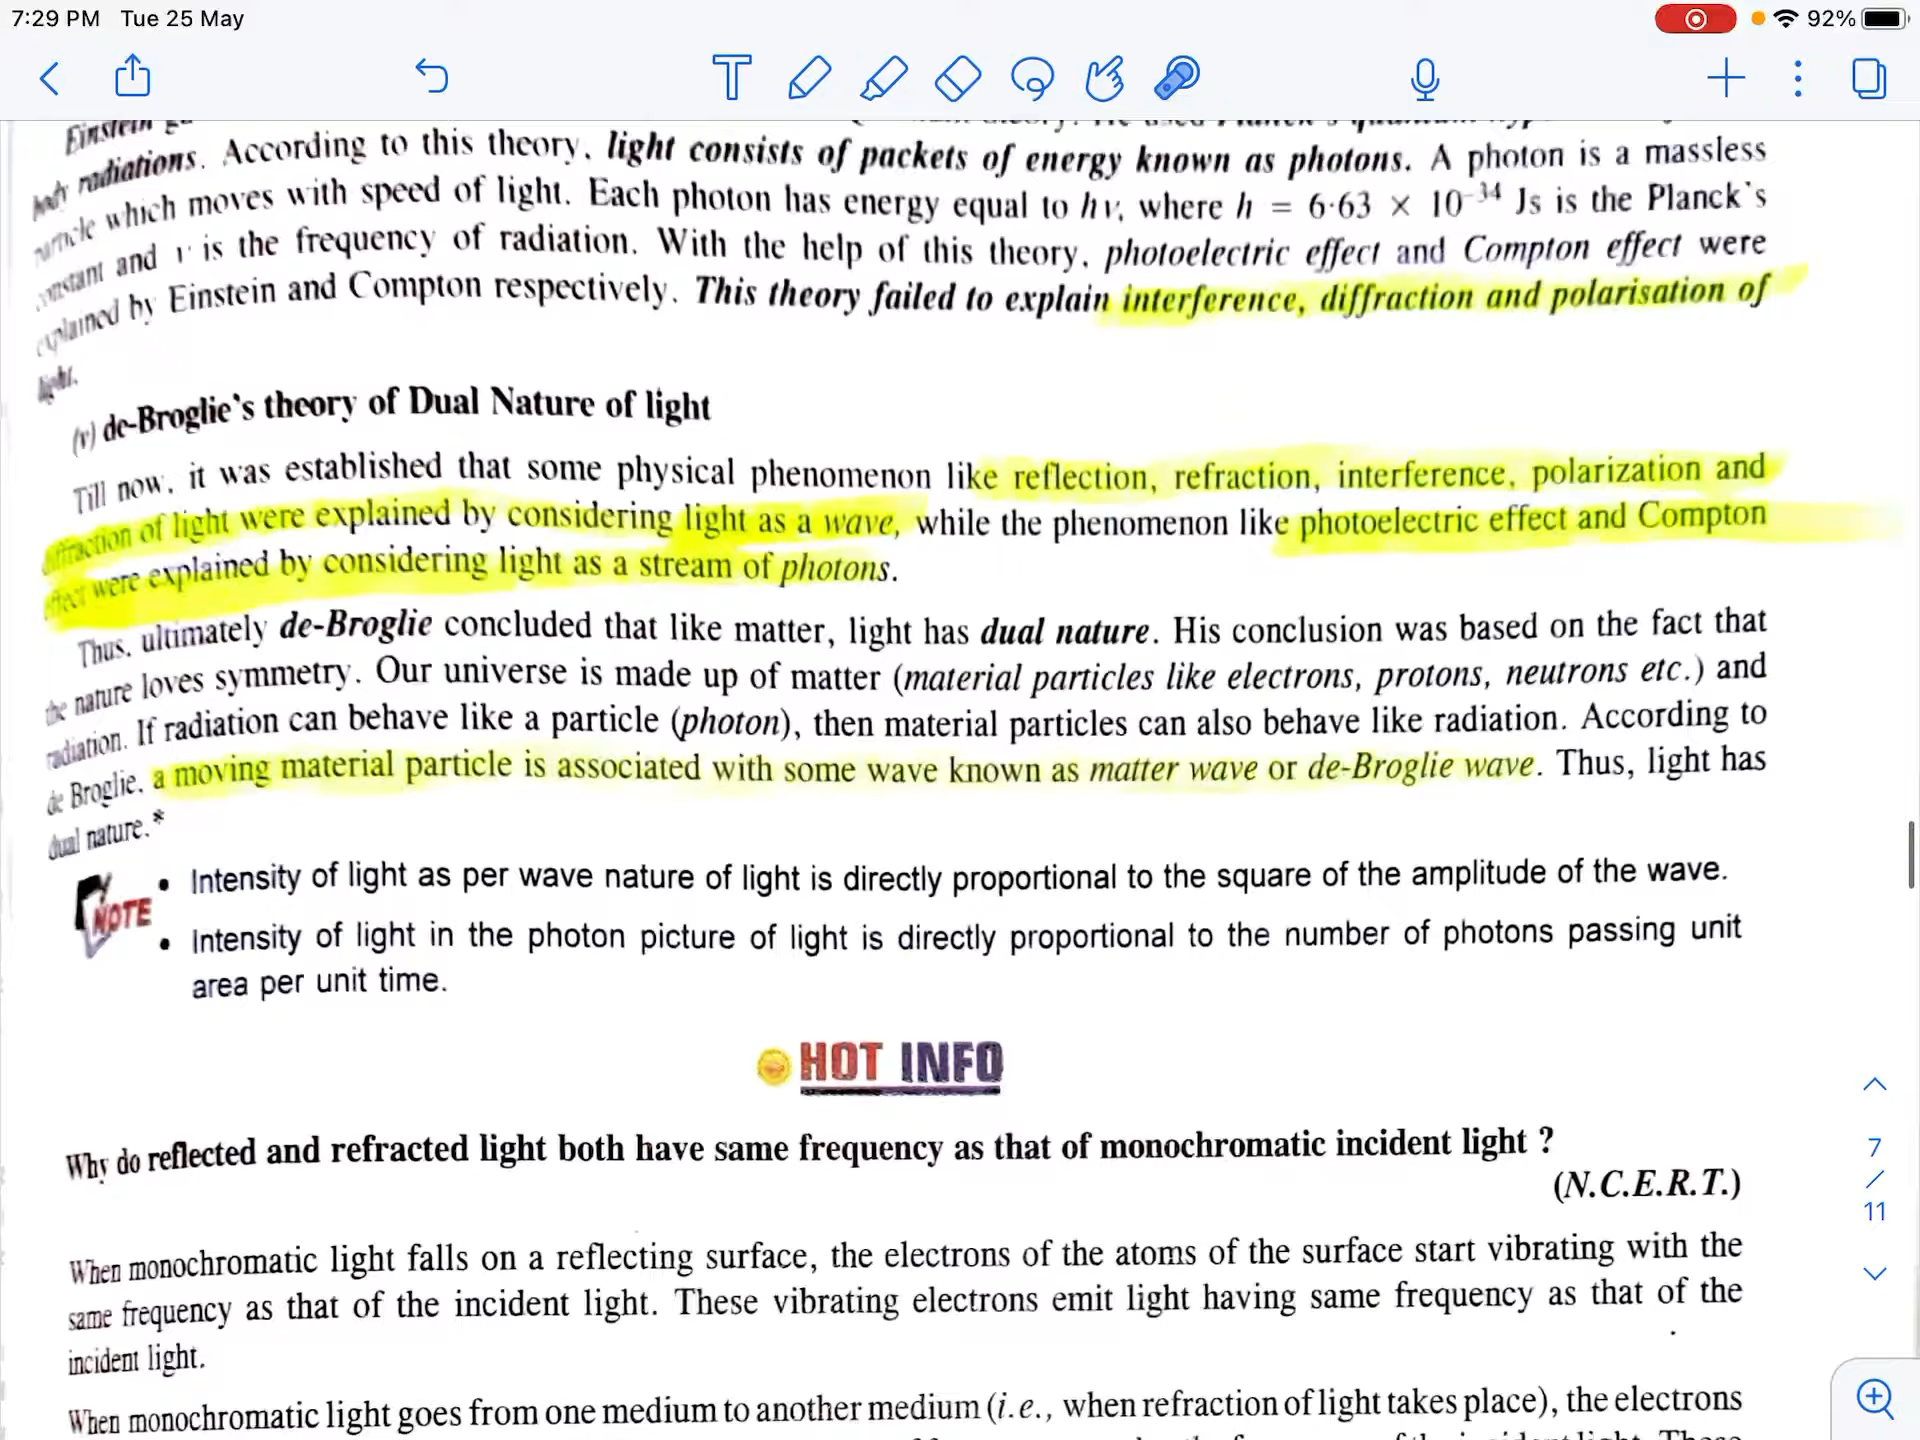 7:29 PM Tue 25 May
92%
T
Einstein
body radiations. According to this theory, light consists of packets of energy known as photons. A photon is a massless
particle which moves with speed of light. Each photon has energy equal to hν, where h = 6·63 × 10⁻³⁴ Js is the Planck's
constant and ν is the frequency of radiation. With the help of this theory, photoelectric effect and Compton effect were
explained by Einstein and Compton respectively. This theory failed to explain interference, diffraction and polarisation of
light.
(v) de-Broglie's theory of Dual Nature of light
Till now, it was established that some physical phenomenon like reflection, refraction, interference, polarization and
diffraction of light were explained by considering light as a wave, while the phenomenon like photoelectric effect and Compton
effect were explained by considering light as a stream of photons.
Thus, ultimately de-Broglie concluded that like matter, light has dual nature. His conclusion was based on the fact that
the nature loves symmetry. Our universe is made up of matter (material particles like electrons, protons, neutrons etc.) and
radiation. If radiation can behave like a particle (photon), then material particles can also behave like radiation. According to
de Broglie, a moving material particle is associated with some wave known as matter wave or de-Broglie wave. Thus, light has
dual nature.*
NOTE
• Intensity of light as per wave nature of light is directly proportional to the square of the amplitude of the wave.
• Intensity of light in the photon picture of light is directly proportional to the number of photons passing unit
area per unit time.
HOT INFO
Why do reflected and refracted light both have same frequency as that of monochromatic incident light ?
(N.C.E.R.T.)
When monochromatic light falls on a reflecting surface, the electrons of the atoms of the surface start vibrating with the
same frequency as that of the incident light. These vibrating electrons emit light having same frequency as that of the
incident light.
When monochromatic light goes from one medium to another medium (i.e., when refraction of light takes place), the electrons
7
/
11